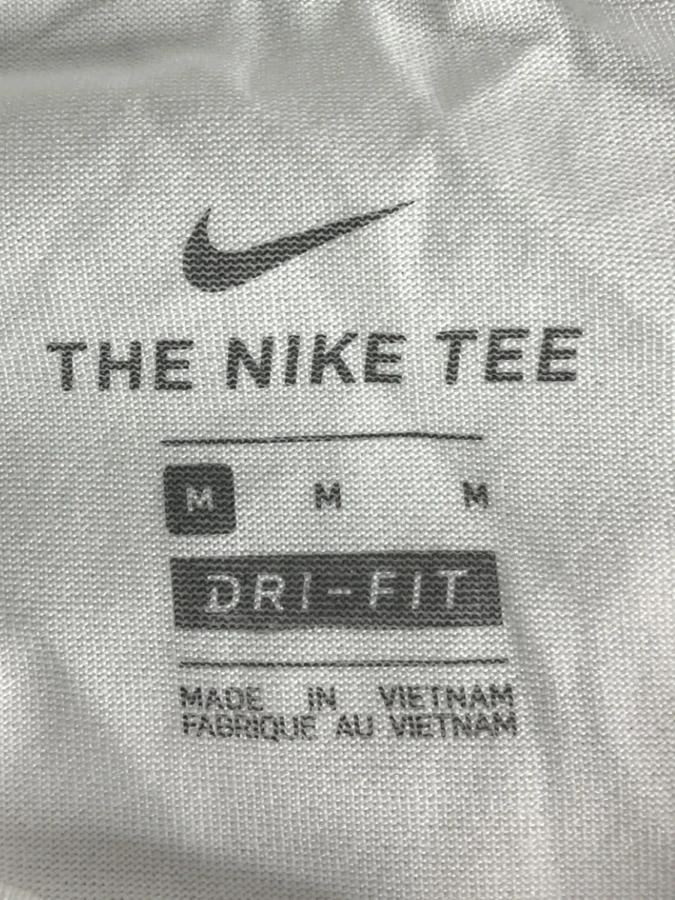 THE NIKE TEE
M M M
DRI-FIT
MADE IN VIETNAM
FABRIQUE AU VIETNAM